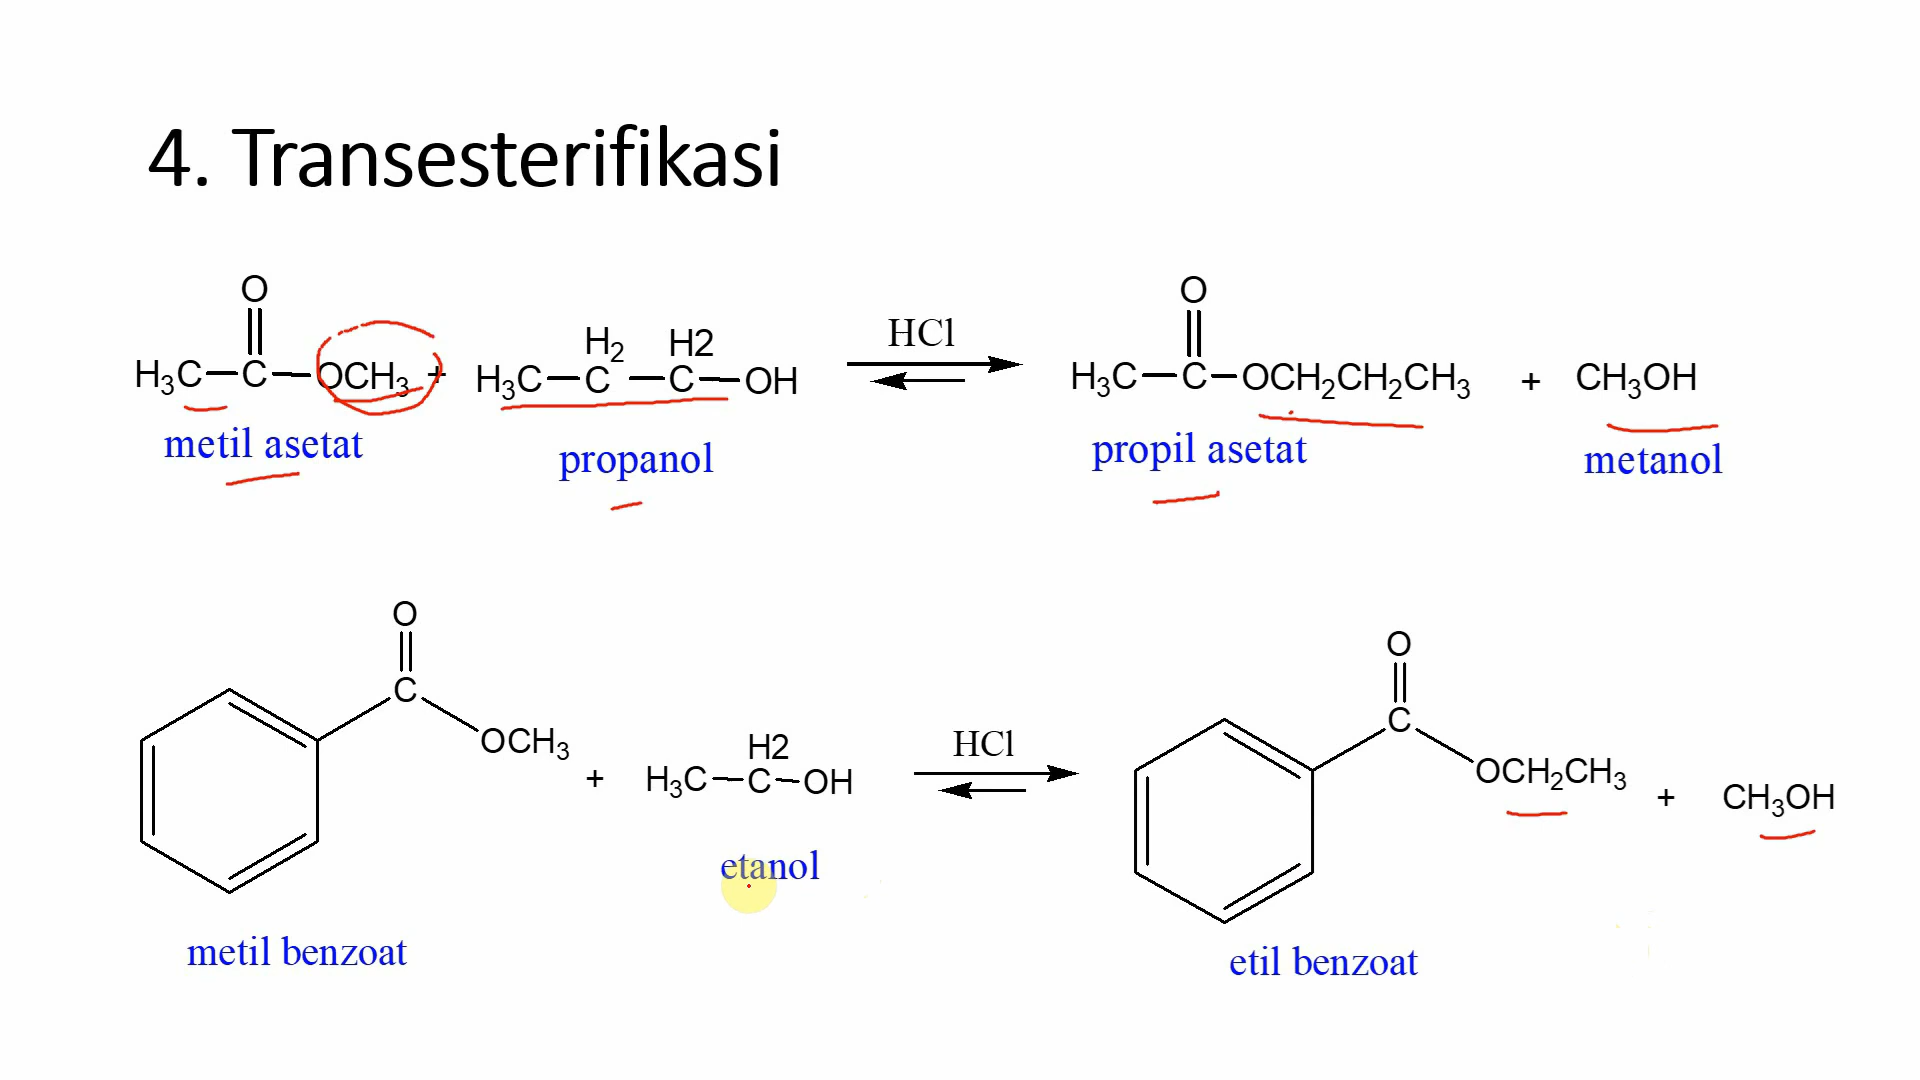 4. Transesterifikasi
O
H₃C C OCH₃ + H₃C C H₂ C H2 OH HCl H₃C C O OCH₂CH₂CH₃ + CH₃OH
metil asetat propanol propil asetat metanol
O
C OCH₃ + H₃C C H2 OH HCl O C OCH₂CH₃ + CH₃OH
etanol
metil benzoat etil benzoat